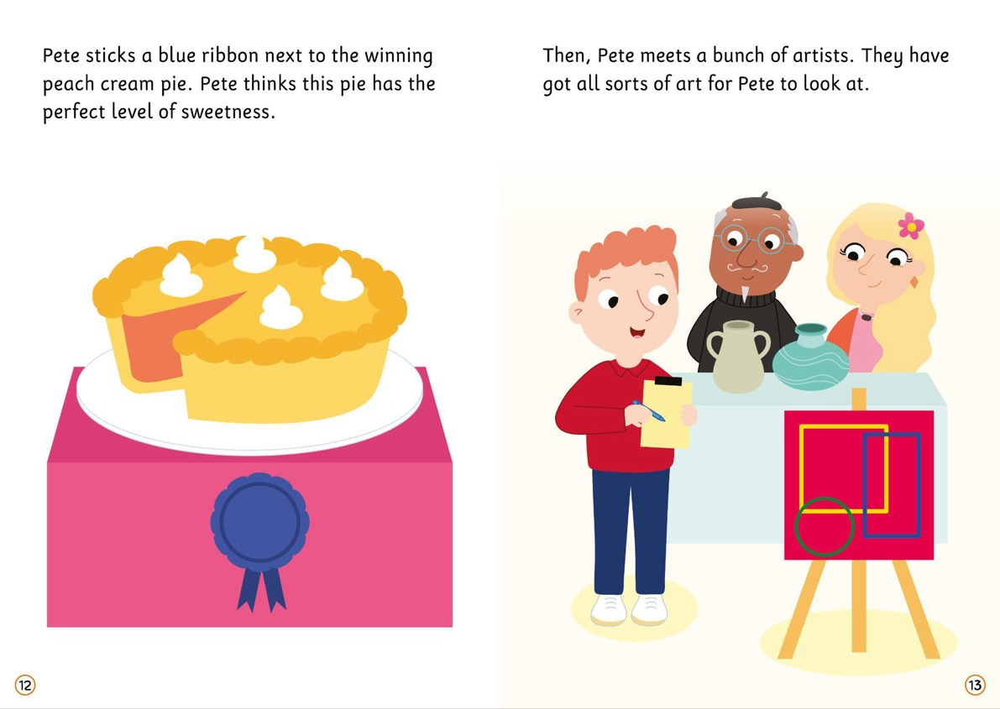 Pete sticks a blue ribbon next to the winning
peach cream pie. Pete thinks this pie has the
perfect level of sweetness.
12
Then, Pete meets a bunch of artists. They have
got all sorts of art for Pete to look at.
13